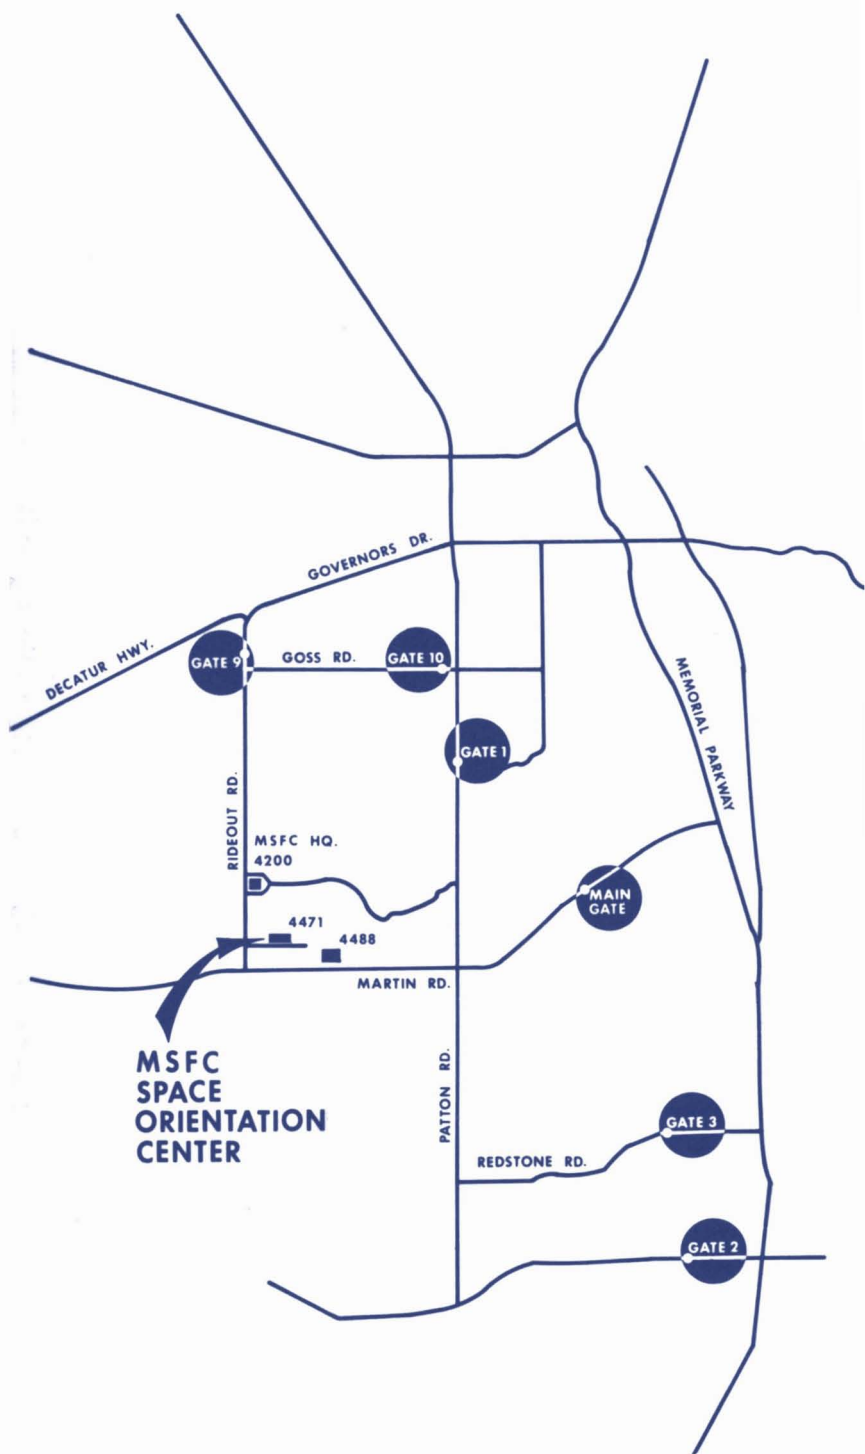 GOVERNORS DR.
DECATUR HWY.
GATE 9
GOSS RD.
GATE 10
MEMORIAL PARKWAY
GATE 1
RIDEOUT RD.
MSFC HQ.
4200
MAIN
GATE
4471
4488
MARTIN RD.
MSFC
SPACE
ORIENTATION
CENTER
PATTON RD.
GATE 3
REDSTONE RD.
GATE 2